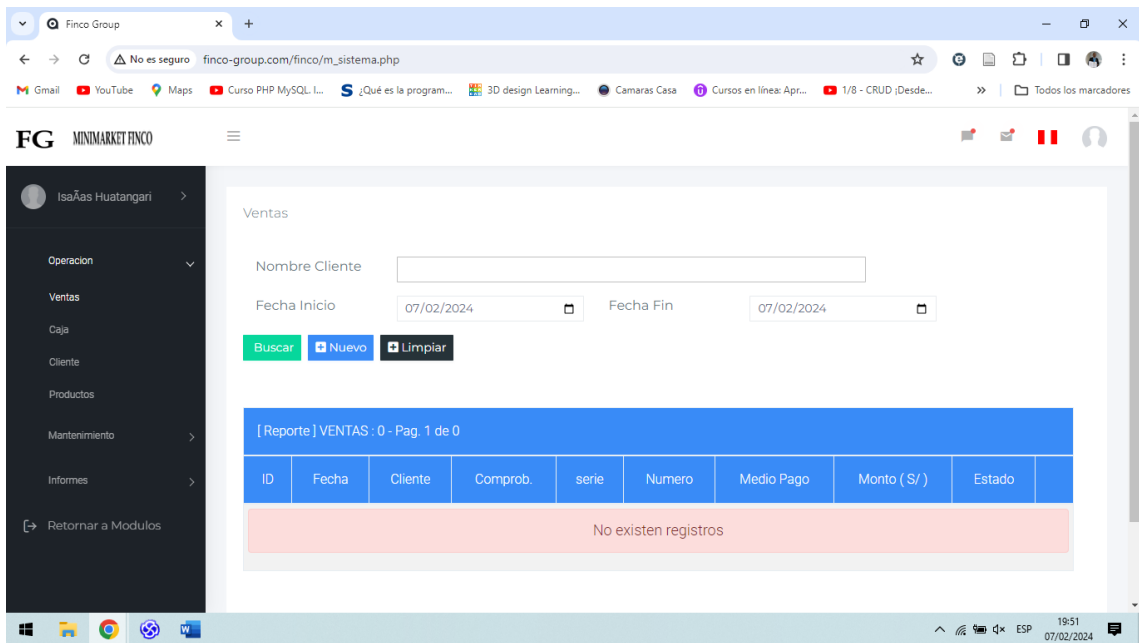 Finco Group
No es seguro finco-group.com/finco/m_sistema.php
Gmail YouTube Maps Curso PHP MySQL. I... ¿Qué es la program... 3D design Learning... Camaras Casa Cursos en línea: Apr... 1/8 - CRUD ¡Desde... » Todos los marcadores
FG MINIMARKET FINCO
IsaÃ­as Huatangari
Operacion
Ventas
Caja
Cliente
Productos
Mantenimiento
Informes
Retornar a Modulos
Ventas
Nombre Cliente
Fecha Inicio 07/02/2024 Fecha Fin 07/02/2024
Buscar Nuevo Limpiar
[ Reporte ] VENTAS : 0 - Pag. 1 de 0
ID Fecha Cliente Comprob. serie Numero Medio Pago Monto ( S/ ) Estado
No existen registros
ESP 19:51
07/02/2024